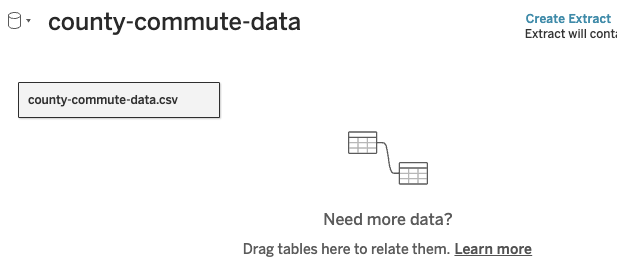 county-commute-data
Create Extract
Extract will conta
county-commute-data.csv
Need more data?
Drag tables here to relate them. Learn more